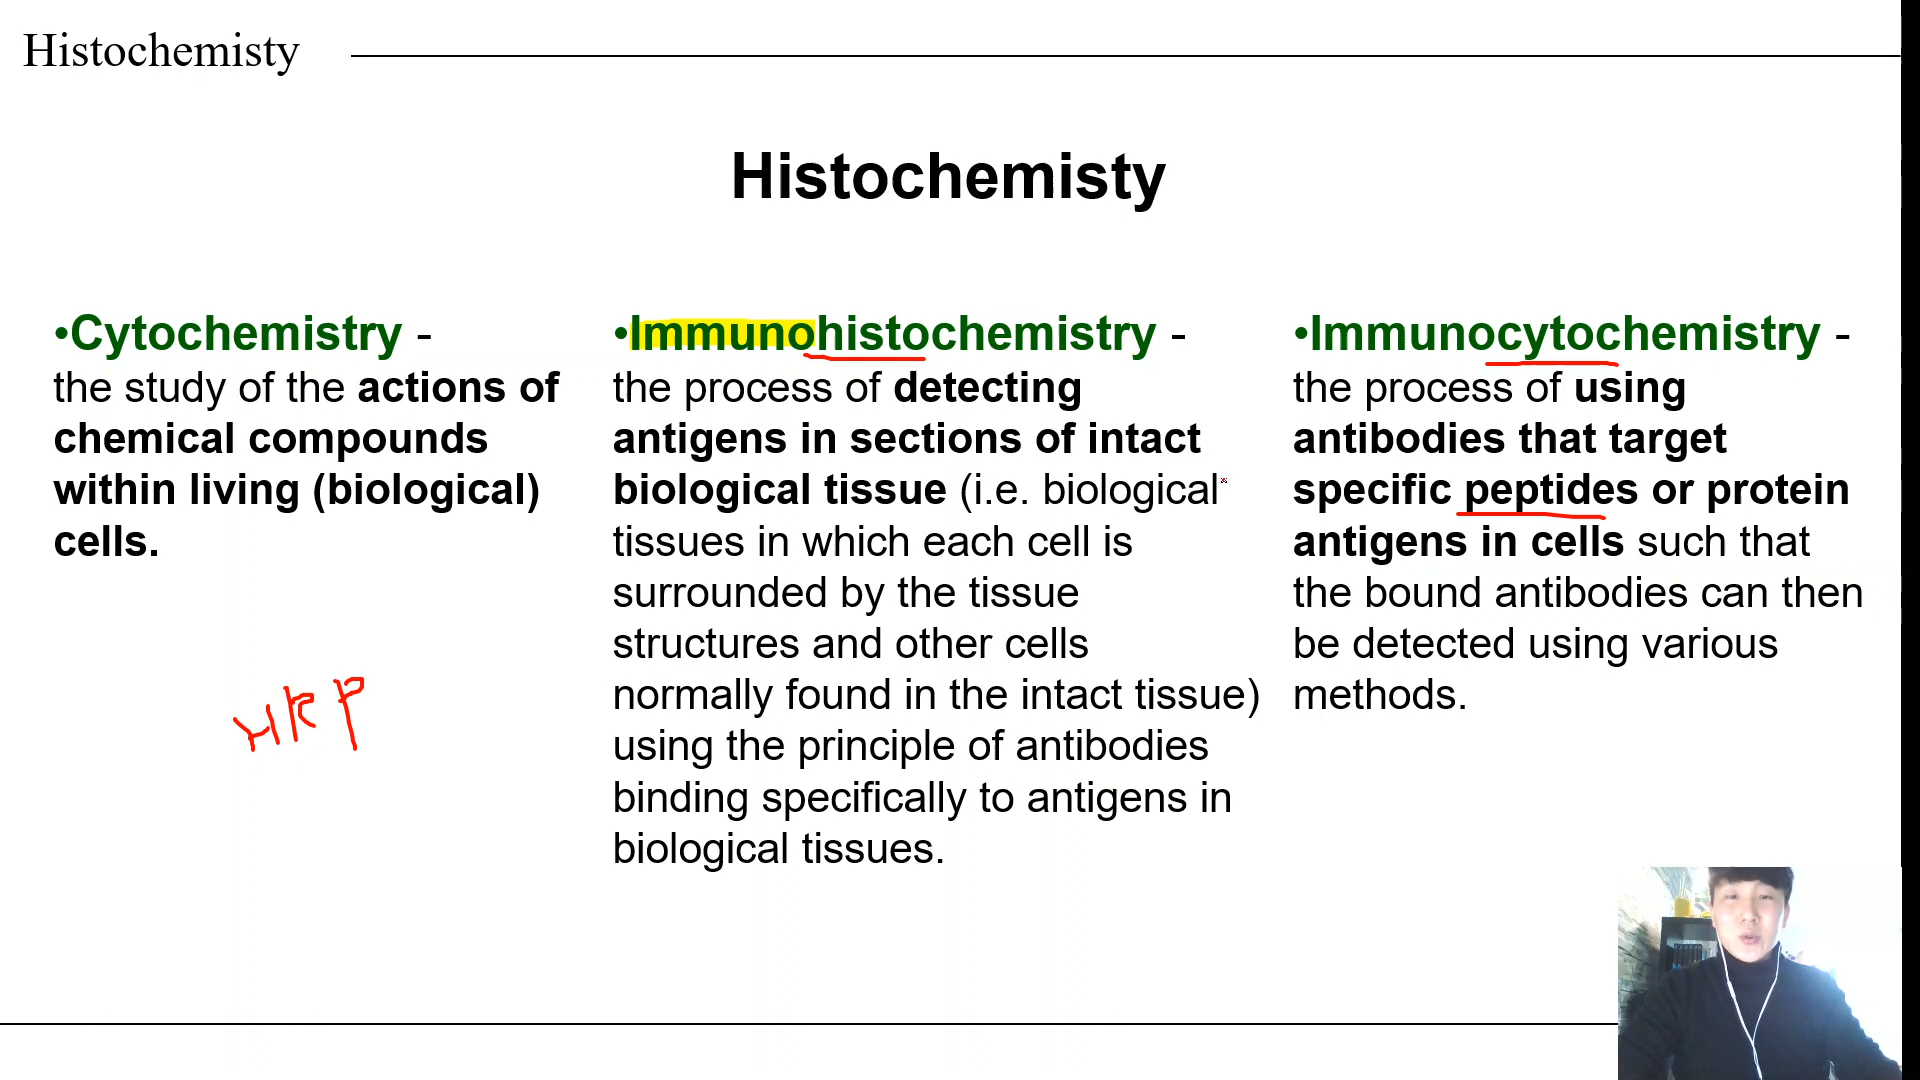 Histochemisty
Histochemisty
•Cytochemistry -
the study of the actions of
chemical compounds
within living (biological)
cells.
HRP
•Immunohistochemistry -
the process of detecting
antigens in sections of intact
biological tissue (i.e. biological
tissues in which each cell is
surrounded by the tissue
structures and other cells
normally found in the intact tissue)
using the principle of antibodies
binding specifically to antigens in
biological tissues.
•Immunocytochemistry -
the process of using
antibodies that target
specific peptides or protein
antigens in cells such that
the bound antibodies can then
be detected using various
methods.